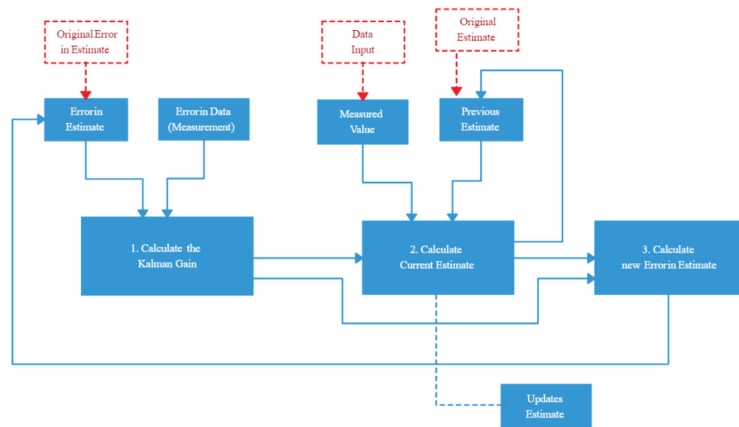 Original Error
in Estimate
Data
Input
Original
Estimate
Errorin
Estimate
Errorin Data
(Measurement)
Measured
Value
Previous
Estimate
1. Calculate the
Kalman Gain
2. Calculate
Current Estimate
3. Calculate
new Errorin Estimate
Updates
Estimate